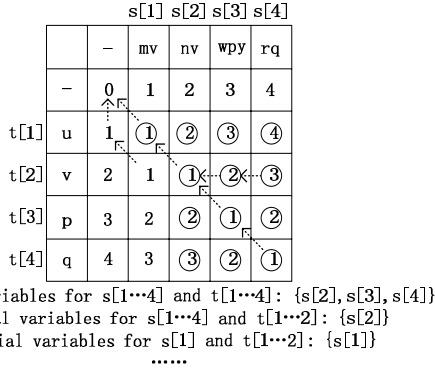 s[1] s[2] s[3] s[4]
- mv nv wpy rq
- 0 1 2 3 4
t[1] u 1 1 2 3 4
t[2] v 2 1 1 2 3
t[3] p 3 2 2 1 2
t[4] q 4 3 3 2 1
for s[1…4] and t[1…4]: {s[2],s[3],s[4]}
variables for s[1…4] and t[1…2]: {s[2]}
variables for s[1] and t[1…2]: {s[1]}
……